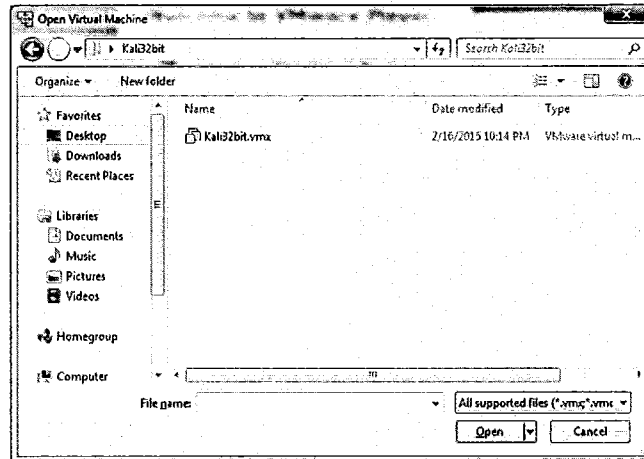 Open Virtual Machine
Kali32bit
Search Kali32bit
Organize
New folder
Favorites
Desktop
Downloads
Recent Places
Libraries
Documents
Music
Pictures
Videos
Homegroup
Computer
Name
Date modified
Type
Kali32bit.vmx
2/16/2015 10:14 PM
VMware virtual m...
File name:
All supported files (*.vmx;*.vmc
Open
Cancel